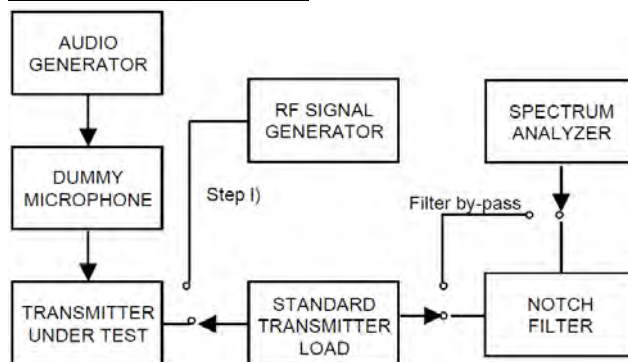 AUDIO
GENERATOR
RF SIGNAL
GENERATOR
SPECTRUM
ANALYZER
DUMMY
MICROPHONE
Step l)
Filter by-pass
TRANSMITTER
UNDER TEST
STANDARD
TRANSMITTER
LOAD
NOTCH
FILTER